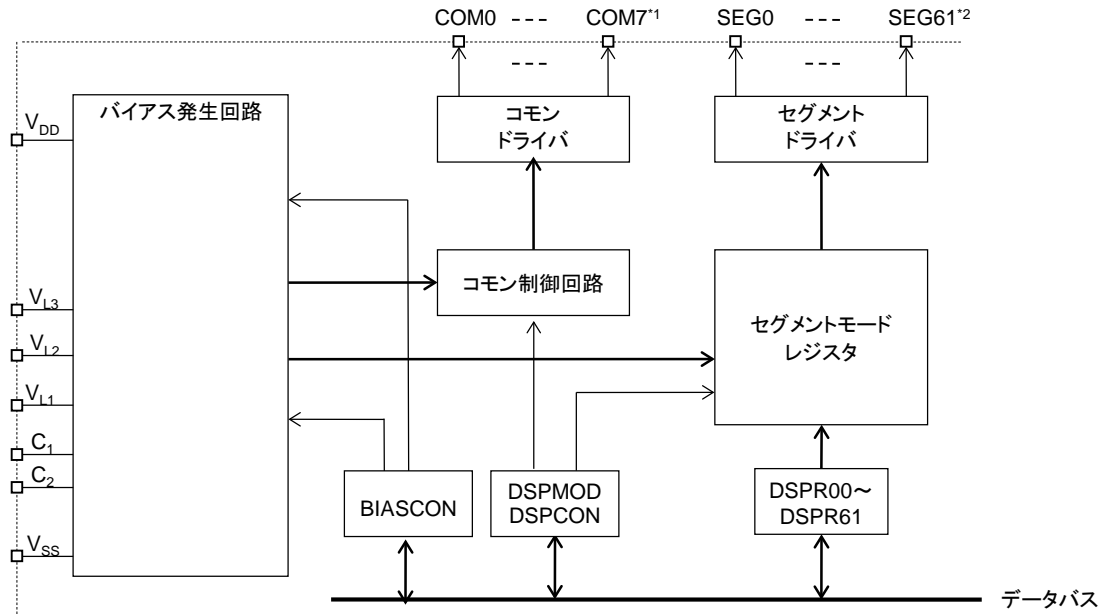 COM0 --- COM7*1 SEG0 --- SEG61*2
--- ---
バイアス発生回路
コモン
ドライバ
セグメント
ドライバ
VDD
コモン制御回路
セグメントモード
レジスタ
VL3
VL2
VL1
C1
C2
VSS
BIASCON
DSPMOD
DSPCON
DSPR00～
DSPR61
データバス